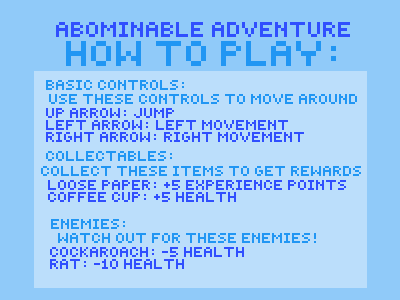 ABOMINABLE ADVENTURE
HOW TO PLAY:
BASIC CONTROLS:
USE THESE CONTROLS TO MOVE AROUND
UP ARROW: JUMP
LEFT ARROW: LEFT MOVEMENT
RIGHT ARROW: RIGHT MOVEMENT
COLLECTABLES:
COLLECT THESE ITEMS TO GET REWARDS
LOOSE PAPER: +5 EXPERIENCE POINTS
COFFEE CUP: +5 HEALTH
ENEMIES:
WATCH OUT FOR THESE ENEMIES!
COCKAROACH: -5 HEALTH
RAT: -10 HEALTH